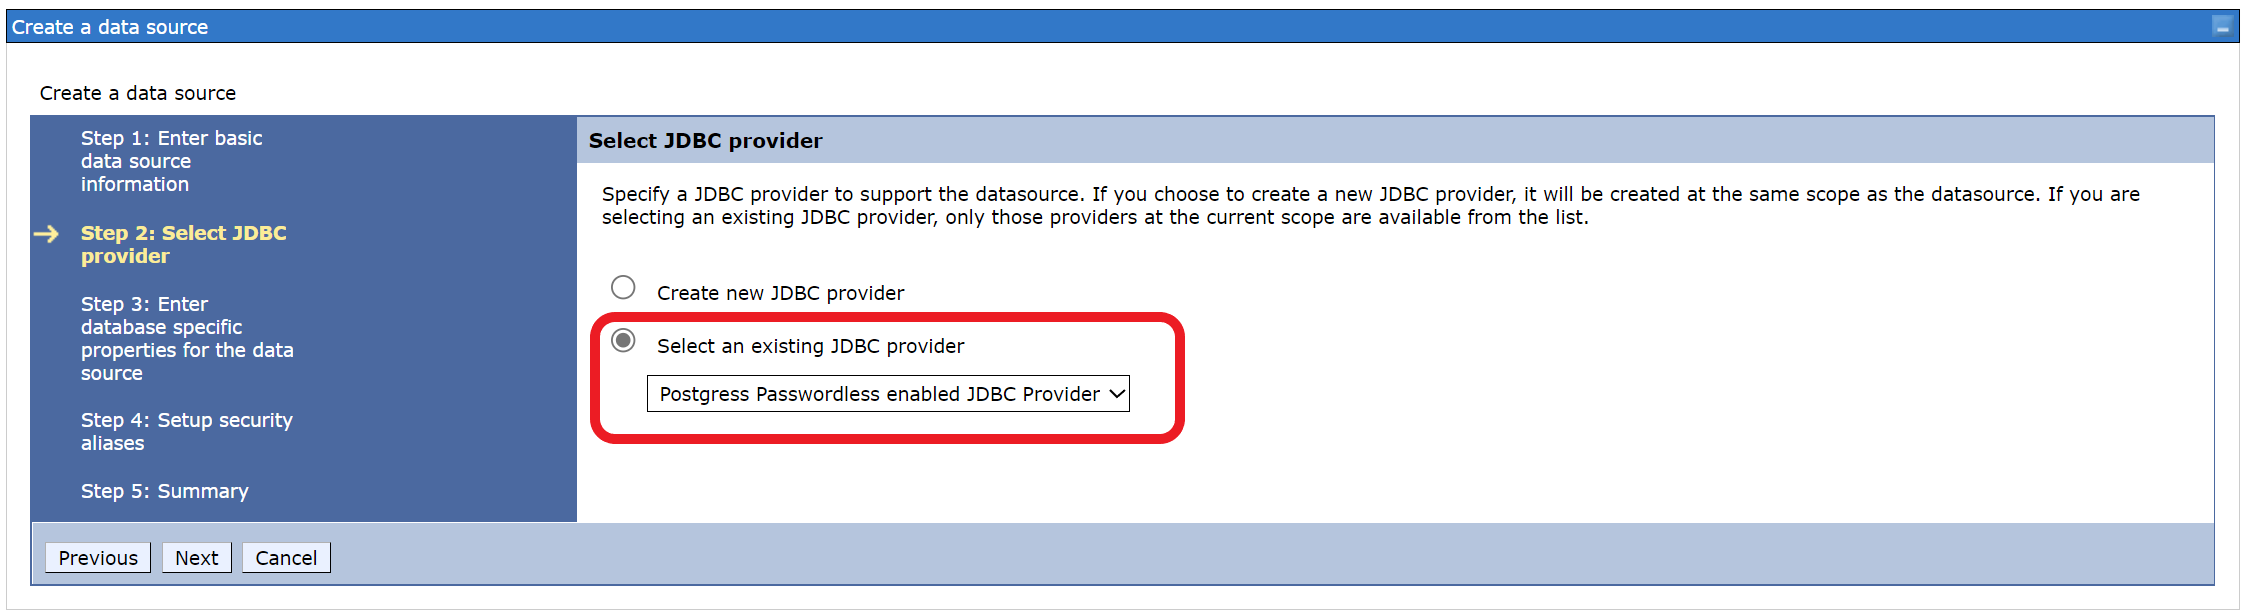 Create a data source
Create a data source
Step 1: Enter basic
data source
information
Step 2: Select JDBC
provider
Step 3: Enter
database specific
properties for the data
source
Step 4: Setup security
aliases
Step 5: Summary
Select JDBC provider
Specify a JDBC provider to support the datasource. If you choose to create a new JDBC provider, it will be created at the same scope as the datasource. If you are
selecting an existing JDBC provider, only those providers at the current scope are available from the list.
Create new JDBC provider
Select an existing JDBC provider
Postgress Passwordless enabled JDBC Provider
Previous Next Cancel